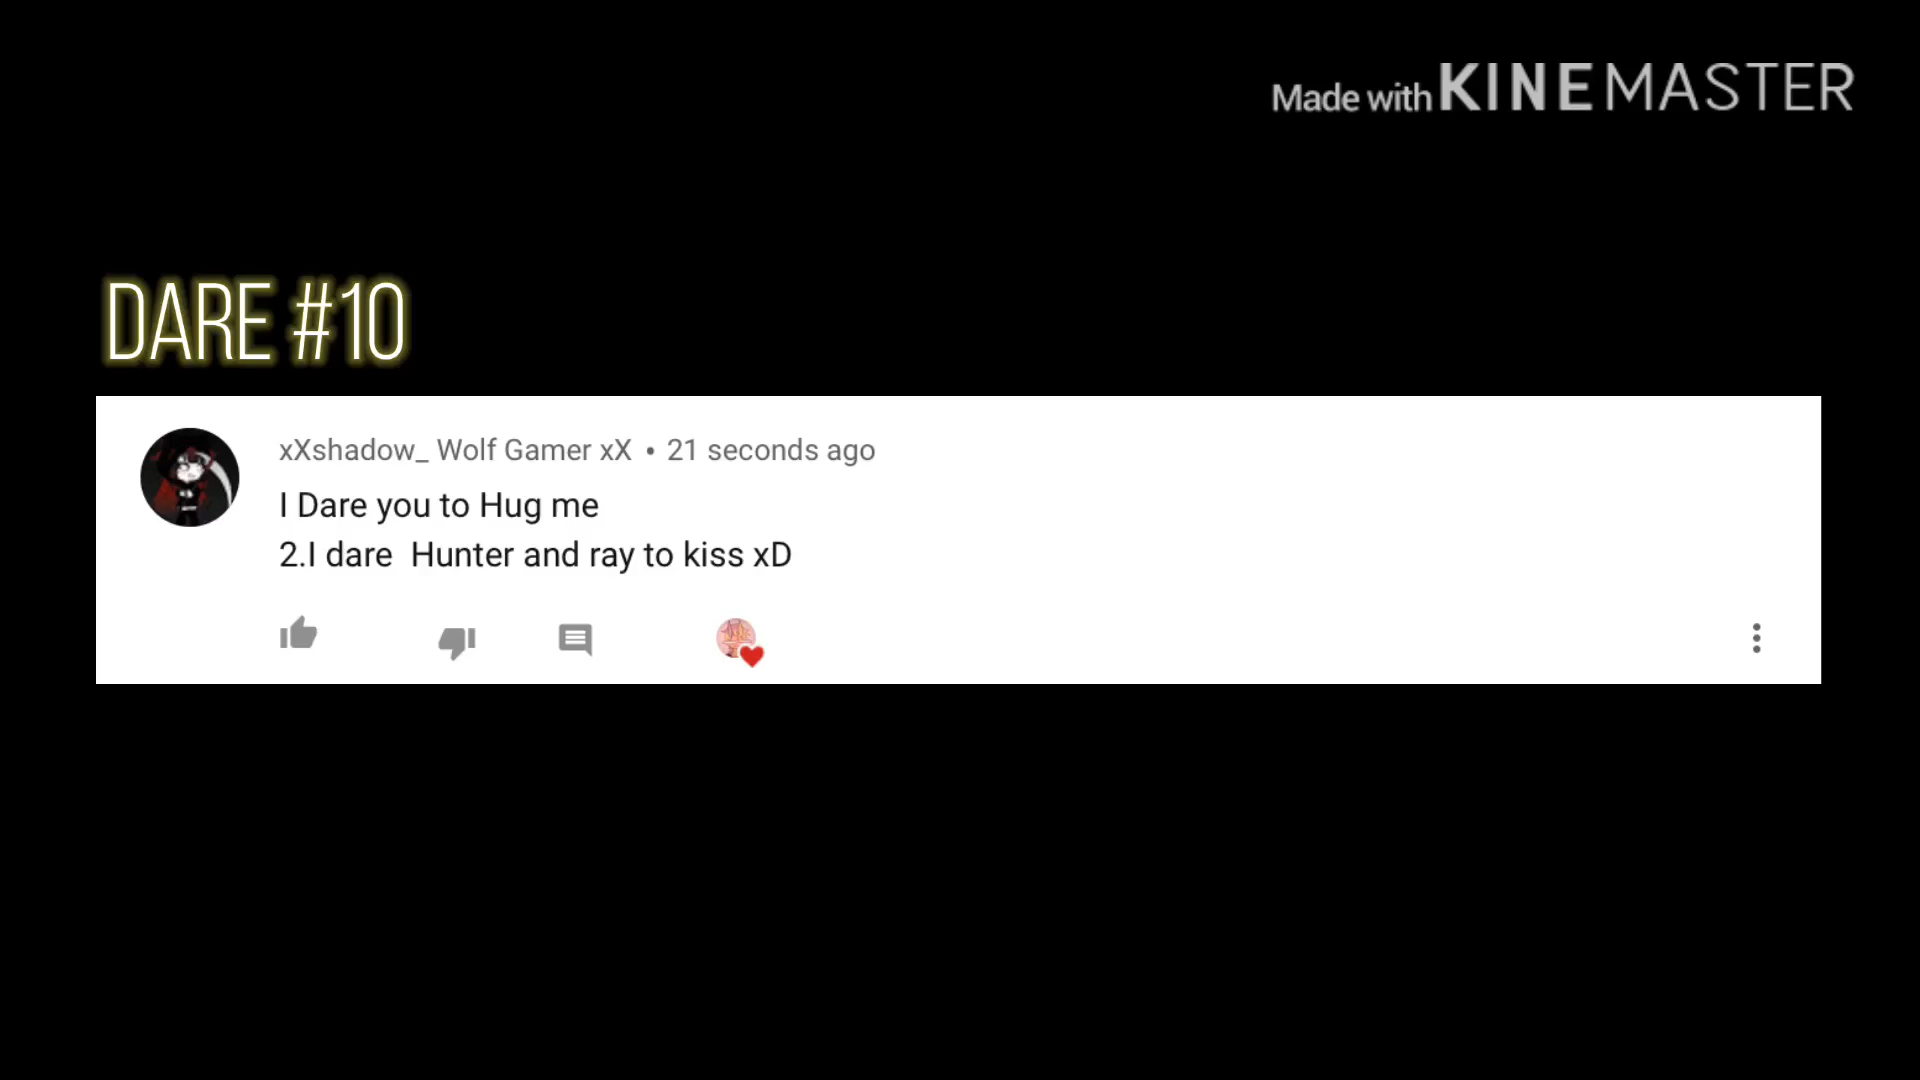 Made with KINEMASTER
DARE #10
xXshadow_ Wolf Gamer xX • 21 seconds ago
I Dare you to Hug me
2.I dare  Hunter and ray to kiss xD